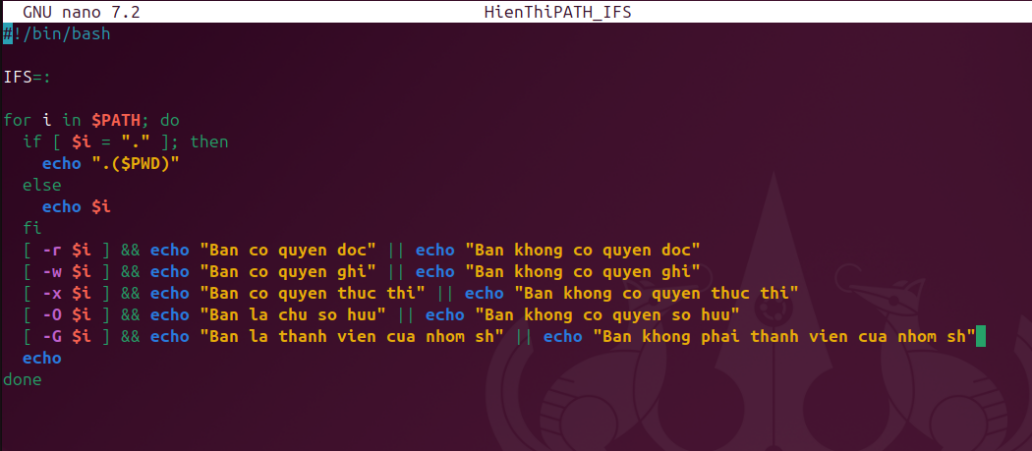 GNU nano 7.2 HienThiPATH_IFS
#!/bin/bash
IFS=:
for i in $PATH; do
if [ $i = "." ]; then
echo ".($PWD)"
else
echo $i
fi
[ -r $i ] && echo "Ban co quyen doc" || echo "Ban khong co quyen doc"
[ -w $i ] && echo "Ban co quyen ghi" || echo "Ban khong co quyen ghi"
[ -x $i ] && echo "Ban co quyen thuc thi" || echo "Ban khong co quyen thuc thi"
[ -O $i ] && echo "Ban la chu so huu" || echo "Ban khong co quyen so huu"
[ -G $i ] && echo "Ban la thanh vien cua nhom sh" || echo "Ban khong phai thanh vien cua nhom sh"
echo
done